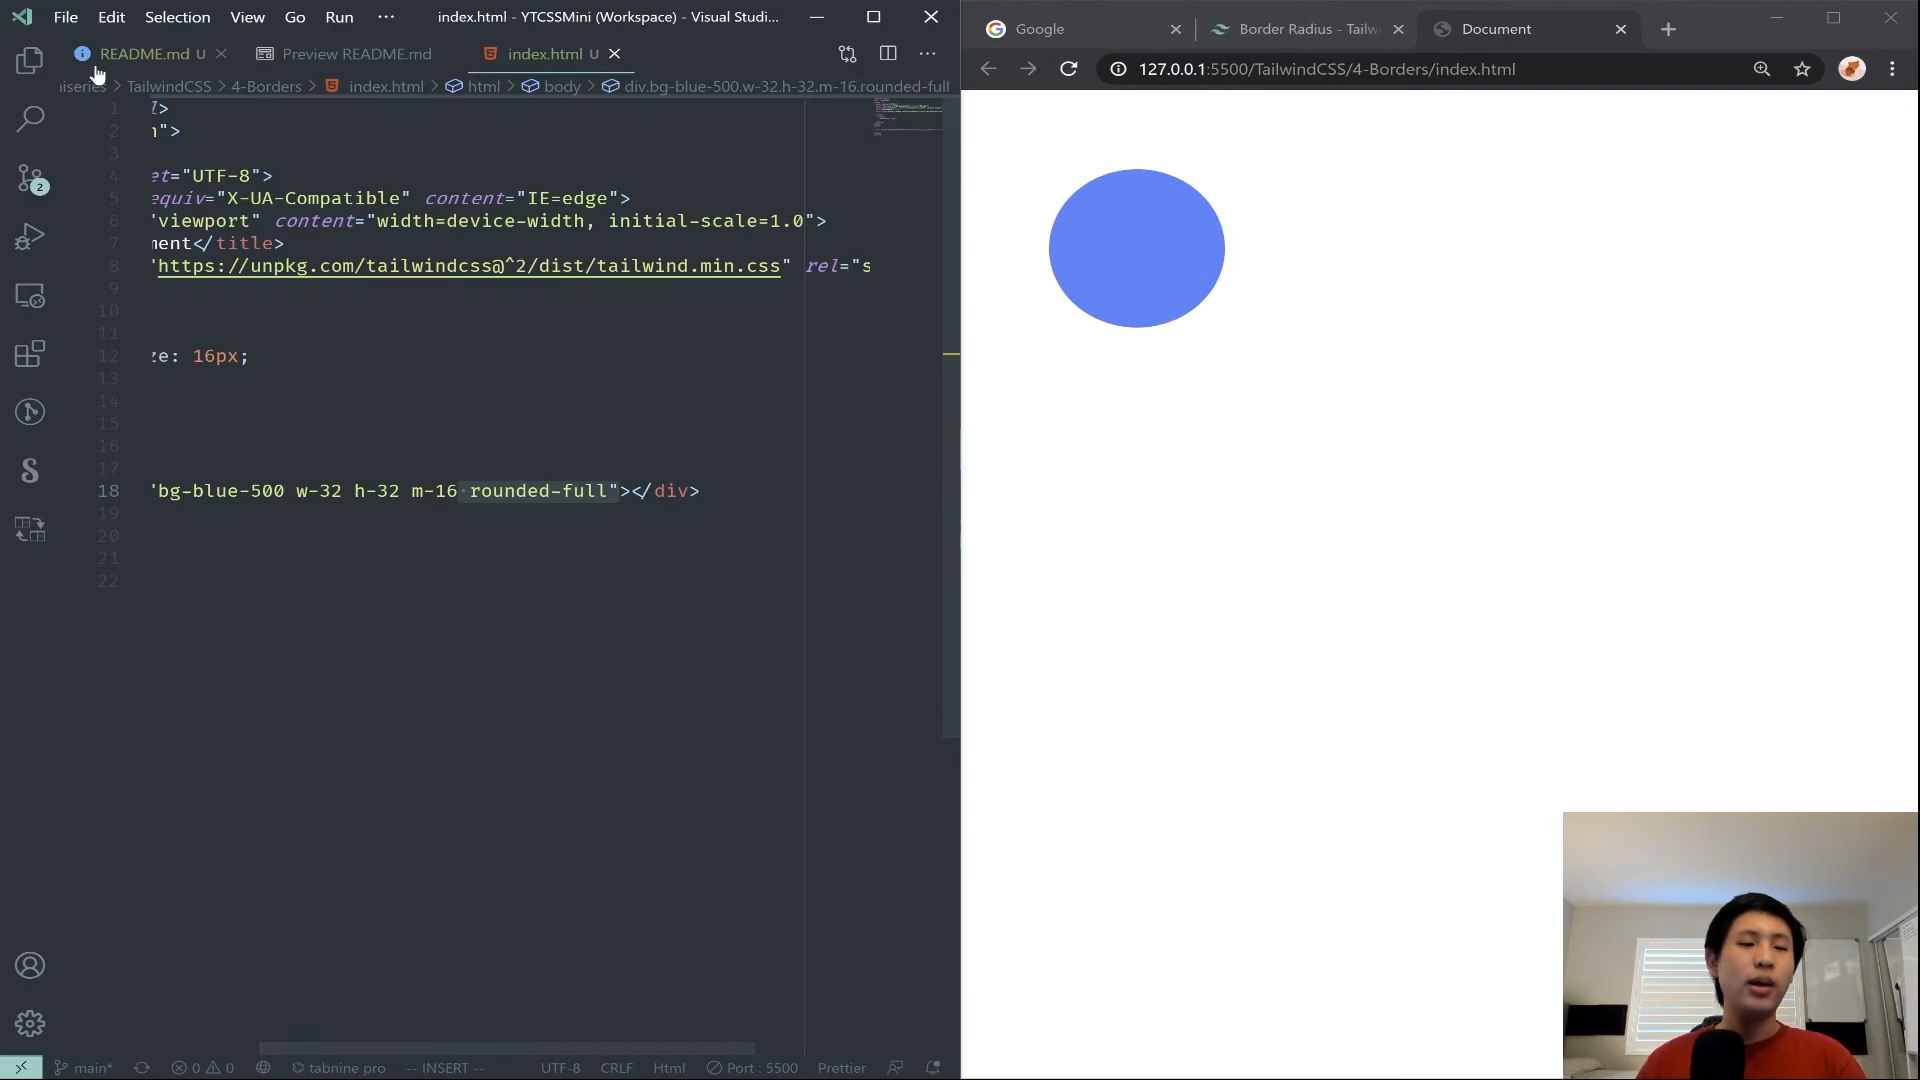 File Edit Selection View Go Run ··· index.html - YTCSSMini (Workspace) - Visual Studi...
README.md U Preview README.md index.html U
TailwindCSS > 4-Borders > index.html > html > body > div.bg-blue-500.w-32.h-32.m-16.rounded-full
1 l>
2 n">
3
4 et="UTF-8">
5 equiv="X-UA-Compatible" content="IE=edge">
6 "viewport" content="width=device-width, initial-scale=1.0">
7 ment</title>
8 "https://unpkg.com/tailwindcss@^2/dist/tailwind.min.css" rel="s
9
10
11
12 ze: 16px;
13
14
15
16
17
18 "bg-blue-500 w-32 h-32 m-16 rounded-full"></div>
19
20
21
22
2
main* 0 0 tabnine pro -- INSERT -- UTF-8 CRLF Html Port : 5500 Prettier
Google Border Radius - Tailwi Document
127.0.0.1:5500/TailwindCSS/4-Borders/index.html